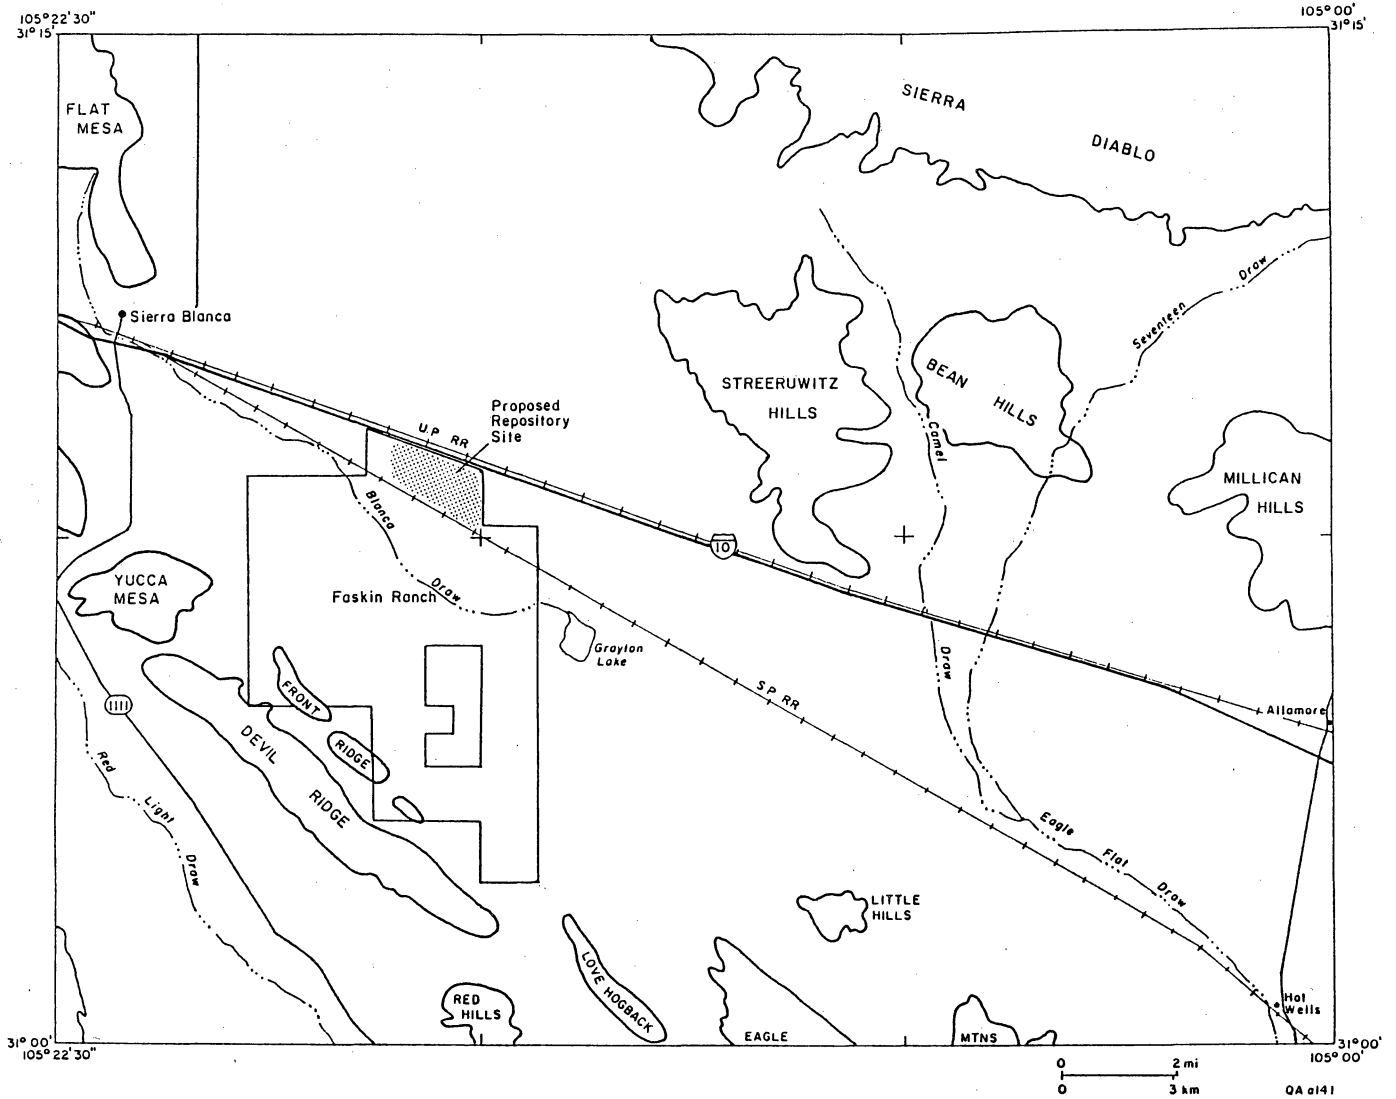 105°22'30"
105°00'
31°15'
31°15'
FLAT
MESA
SIERRA
DIABLO
Seventeen Draw
Sierra Blanca
STREERUWITZ
HILLS
BEAN
HILLS
Proposed
Repository
Site
U.P. RR
Camel
MILLICAN
HILLS
Blanca
10
YUCCA
MESA
Faskin Ranch
Draw
Grayton
Lake
Draw
FRONT
S.P. RR
1111
Allamore
DEVIL
RIDGE
RIDGE
Red
Light
Draw
Eagle
Flat
Draw
LITTLE
HILLS
LOVE HOGBACK
RED
HILLS
Hot
Wells
EAGLE
MTNS
31°00'
31°00'
105°22'30"
105°00'
0 2 mi
0 3 km
QA a141